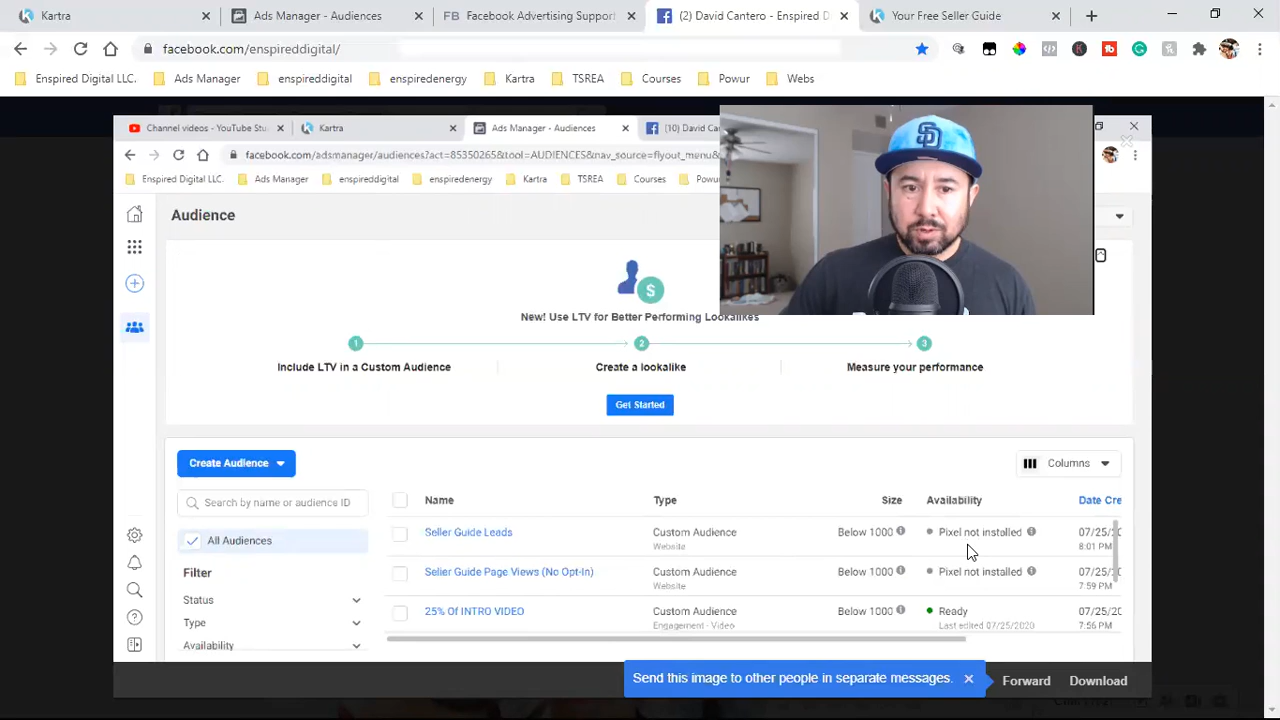 Kartra
Ads Manager - Audiences
Facebook Advertising Support
(2) David Cantero - Enspired D
Your Free Seller Guide
facebook.com/enspireddigital/
Enspired Digital LLC.
Ads Manager
enspireddigital
enspiredenergy
Kartra
TSREA
Courses
Powur
Webs
Channel videos - YouTube Stu
Kartra
Ads Manager - Audiences
(10) David Ca
facebook.com/adsmanager/audiences?act=85350265&tool=AUDIENCES&nav_source=flyout_menu&
Enspired Digital LLC.
Ads Manager
enspireddigital
enspiredenergy
Kartra
TSREA
Courses
Powu
Audience
New! Use LTV for Better Performing Lookalikes
1
2
3
Include LTV in a Custom Audience
Create a lookalike
Measure your performance
Get Started
Create Audience
Columns
Search by name or audience ID
Name
Type
Size
Availability
Date Cre
All Audiences
Seller Guide Leads
Custom Audience
Below 1000
Pixel not installed
07/25/20
Website
8:01 PM
Filter
Seller Guide Page Views (No Opt-In)
Custom Audience
Below 1000
Pixel not installed
07/25/20
Website
7:59 PM
Status
Type
25% Of INTRO VIDEO
Custom Audience
Below 1000
Ready
07/25/20
Engagement - Video
Last edited 07/25/2020
7:56 PM
Availability
Send this image to other people in separate messages.
Forward
Download